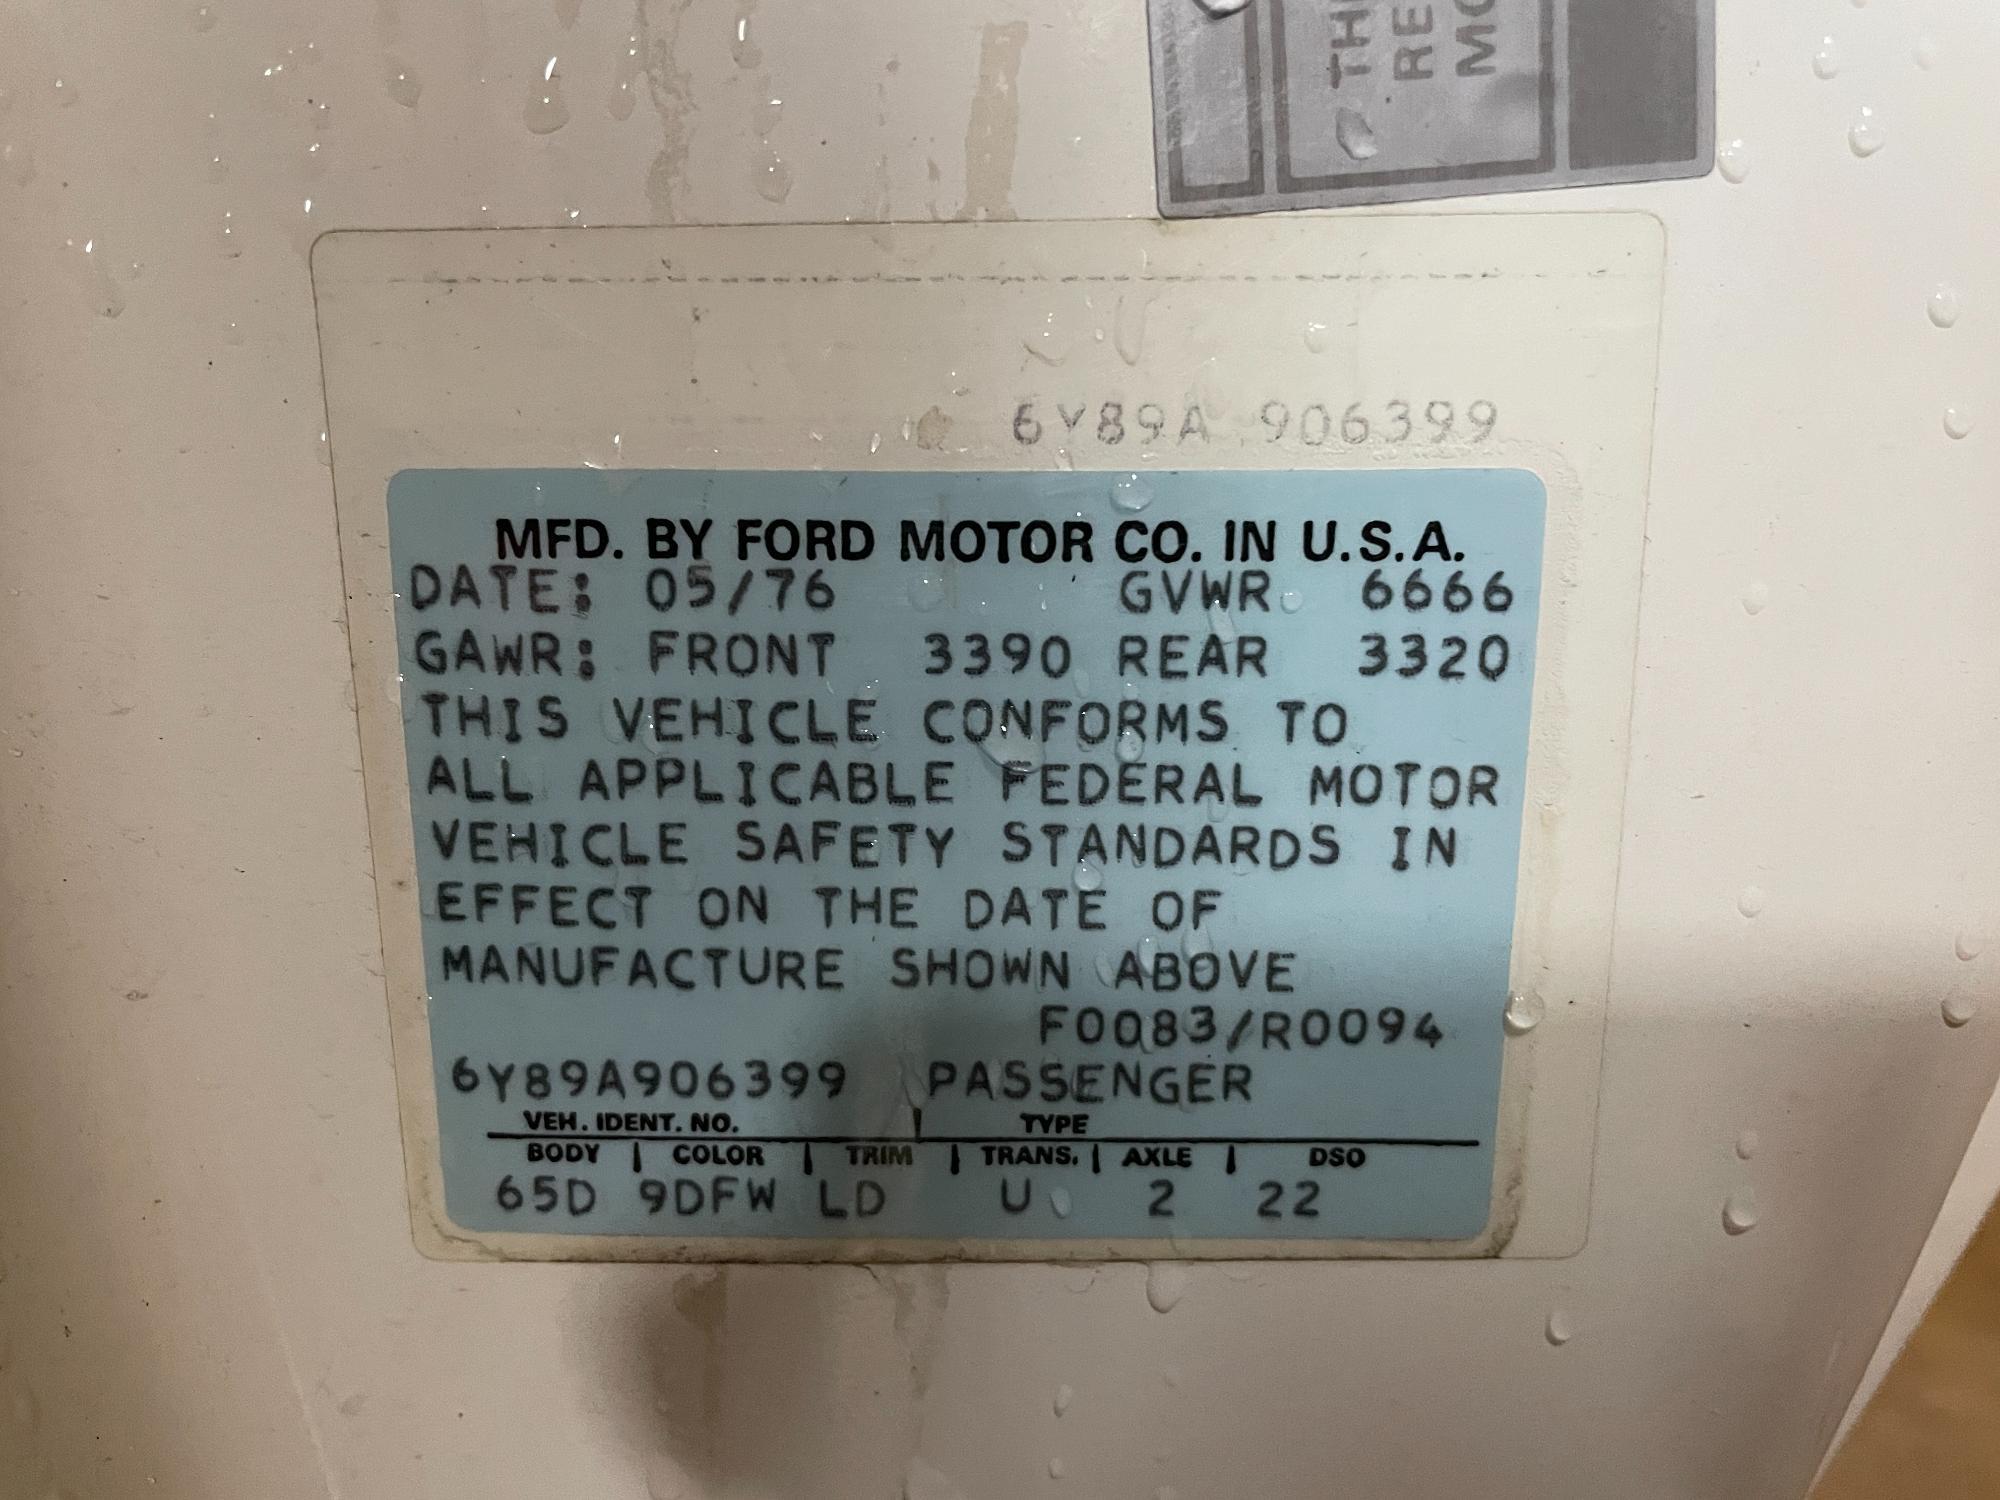 THI
RE
MO
6Y89A 906399
MFD. BY FORD MOTOR CO. IN U.S.A.
DATE: 05/76 GVWR 6666
GAWR: FRONT 3390 REAR 3320
THIS VEHICLE CONFORMS TO
ALL APPLICABLE FEDERAL MOTOR
VEHICLE SAFETY STANDARDS IN
EFFECT ON THE DATE OF
MANUFACTURE SHOWN ABOVE
F0083/R0094
6Y89A906399 PASSENGER
VEH. IDENT. NO. TYPE
BODY | COLOR | TRIM | TRANS. | AXLE | DSO
65D 9DFW LD U 2 22